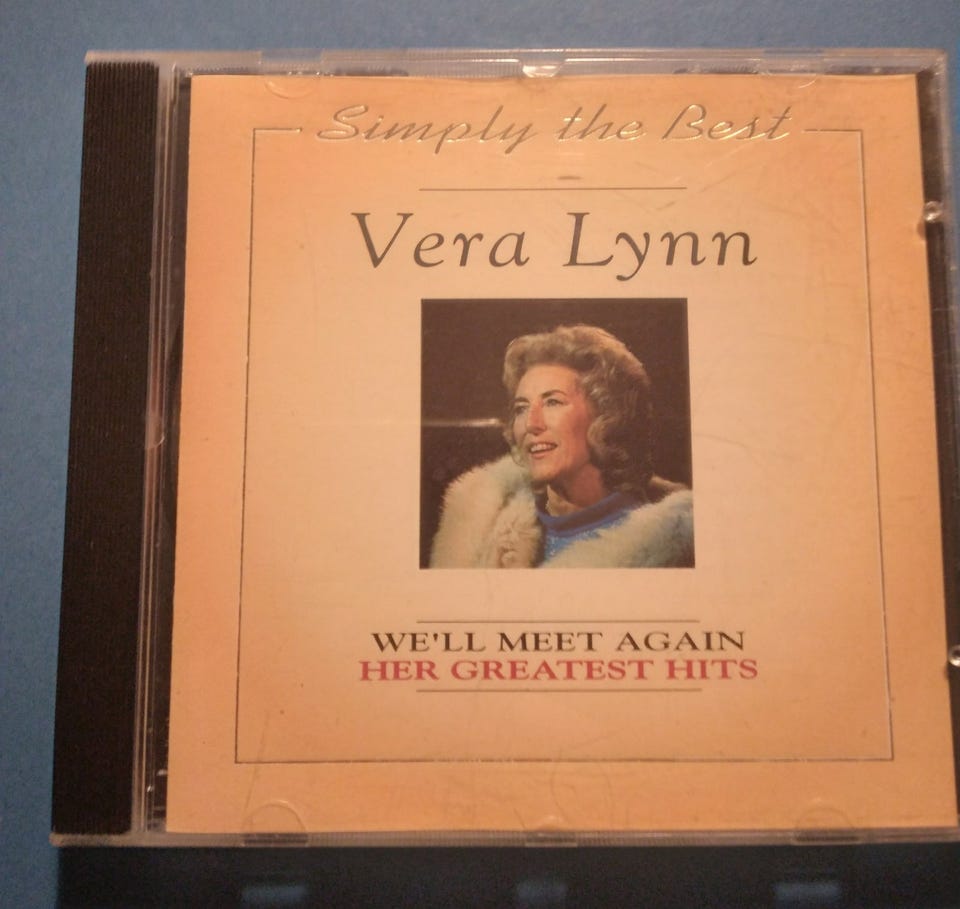 Simply the Best
Vera Lynn
WE'LL MEET AGAIN
HER GREATEST HITS